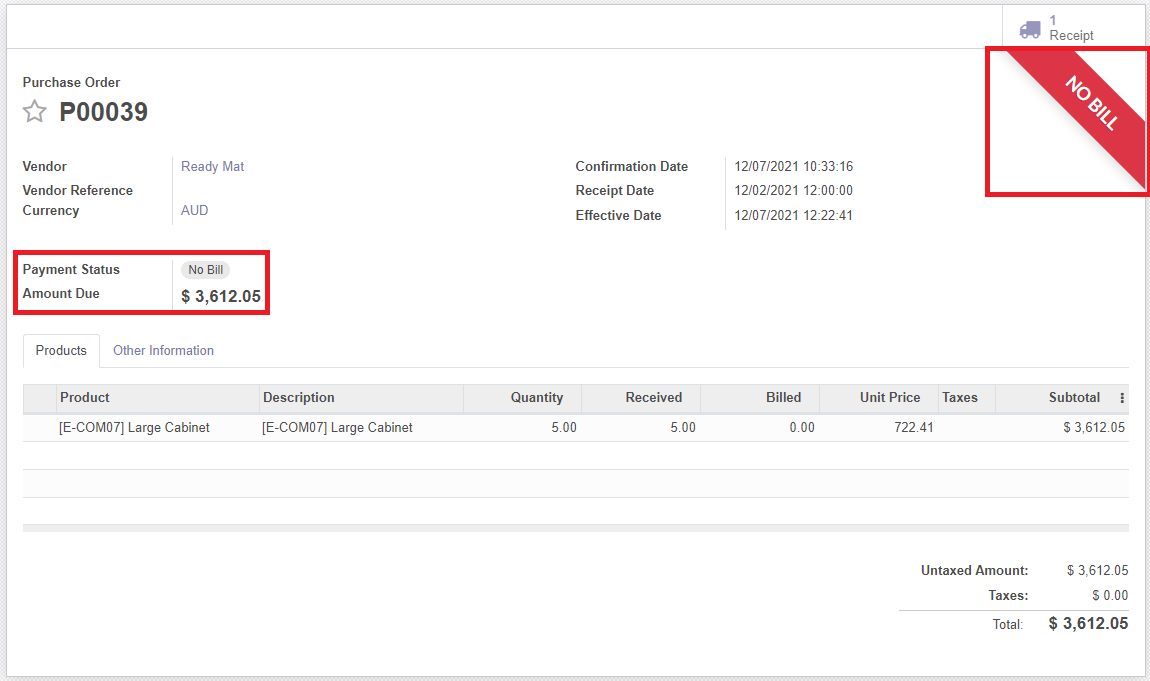 1
Receipt
NO BILL
Purchase Order
P00039
Vendor Ready Mat
Vendor Reference
Currency AUD
Confirmation Date 12/07/2021 10:33:16
Receipt Date 12/02/2021 12:00:00
Effective Date 12/07/2021 12:22:41
Payment Status No Bill
Amount Due $ 3,612.05
Products Other Information
Product Description Quantity Received Billed Unit Price Taxes Subtotal
[E-COM07] Large Cabinet [E-COM07] Large Cabinet 5.00 5.00 0.00 722.41 $ 3,612.05
Untaxed Amount: $ 3,612.05
Taxes: $ 0.00
Total: $ 3,612.05